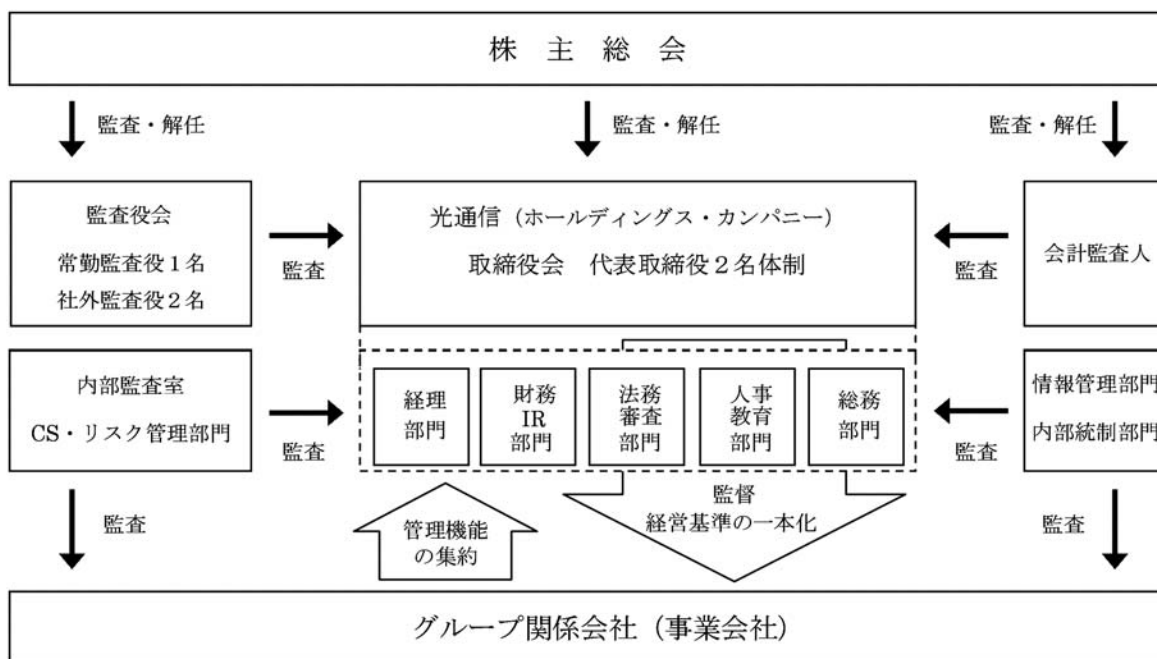 株 主 総 会
監査・解任
監査・解任
監査・解任
監査役会
常勤監査役1名
社外監査役2名
監査
光通信（ホールディングス・カンパニー）
取締役会　代表取締役2名体制
監査
会計監査人
内部監査室
CS・リスク管理部門
監査
経理
部門
財務
IR
部門
法務
審査
部門
人事
教育
部門
総務
部門
監査
情報管理部門
内部統制部門
監査
管理機能
の集約
監督
経営基準の一本化
監査
グループ関係会社（事業会社）